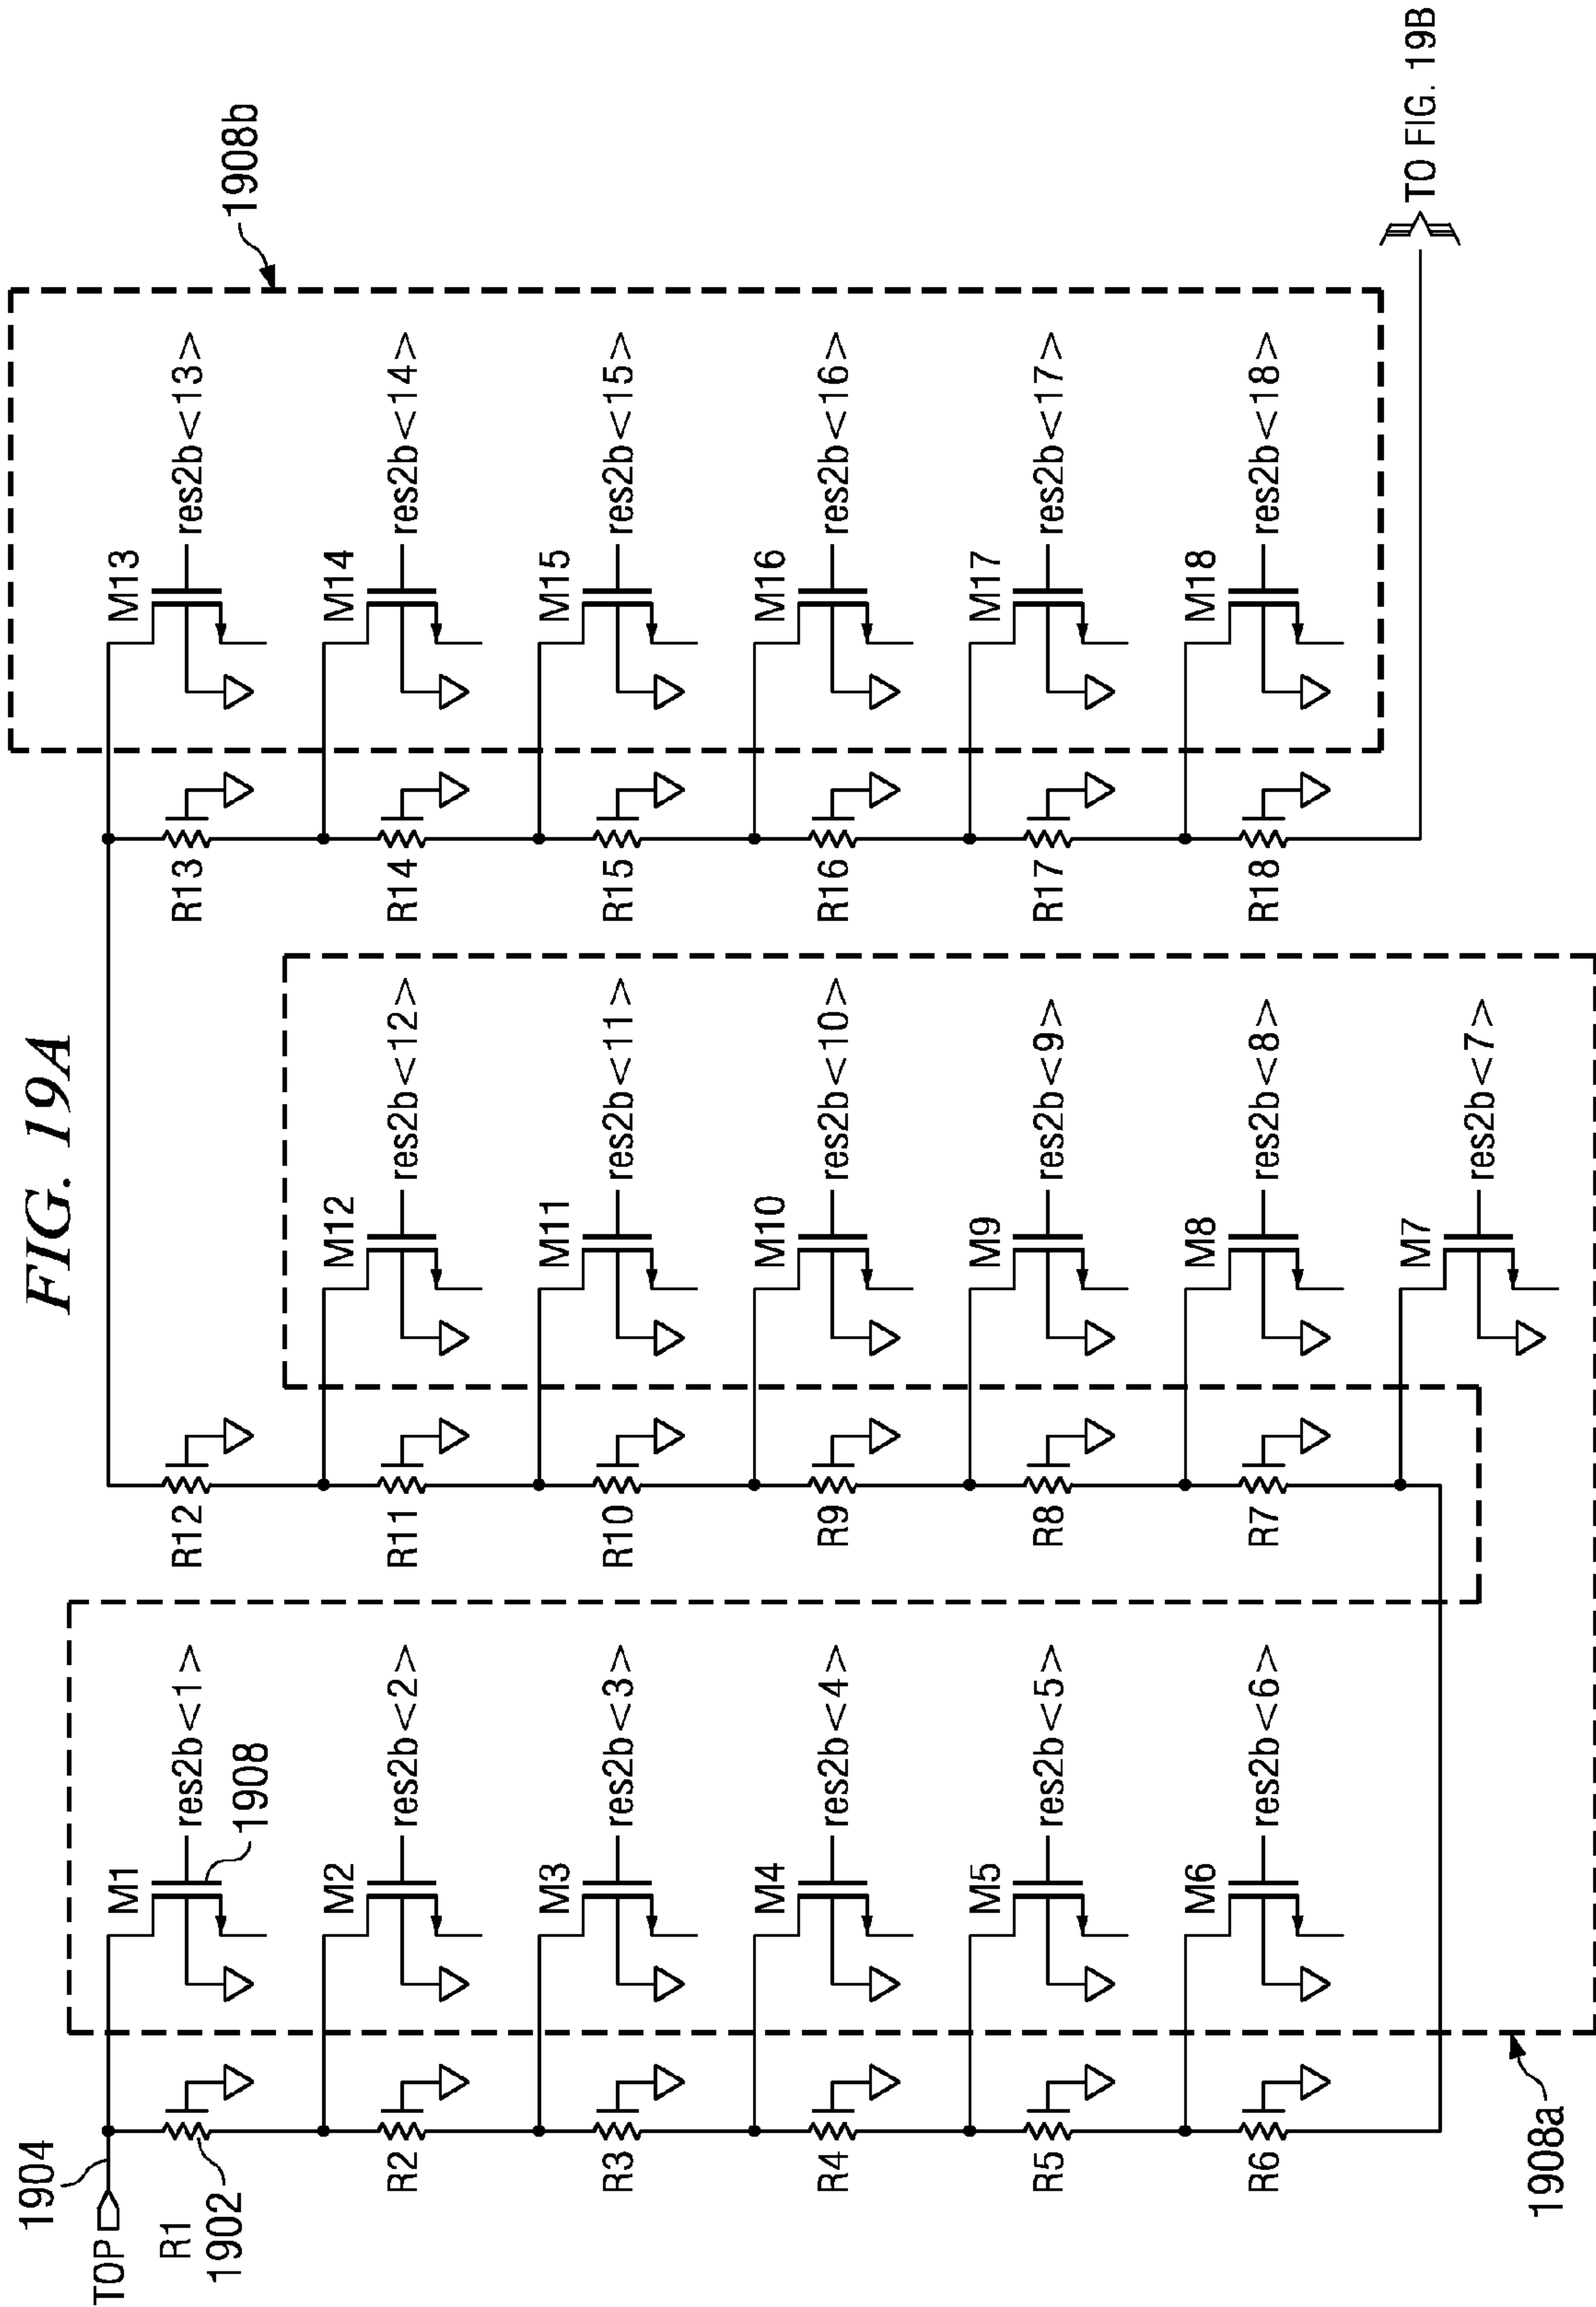 FIG. 19A
1904
TOP
R1
1902
M1
res2b<1>
1908
R2
M2
res2b<2>
R3
M3
res2b<3>
R4
M4
res2b<4>
R5
M5
res2b<5>
R6
M6
res2b<6>
1908a
R12
R11
M12
res2b<12>
R10
M11
res2b<11>
R9
M10
res2b<10>
R8
M9
res2b<9>
R7
M8
res2b<8>
M7
res2b<7>
R13
M13
res2b<13>
R14
M14
res2b<14>
R15
M15
res2b<15>
R16
M16
res2b<16>
R17
M17
res2b<17>
R18
M18
res2b<18>
1908b
TO FIG. 19B